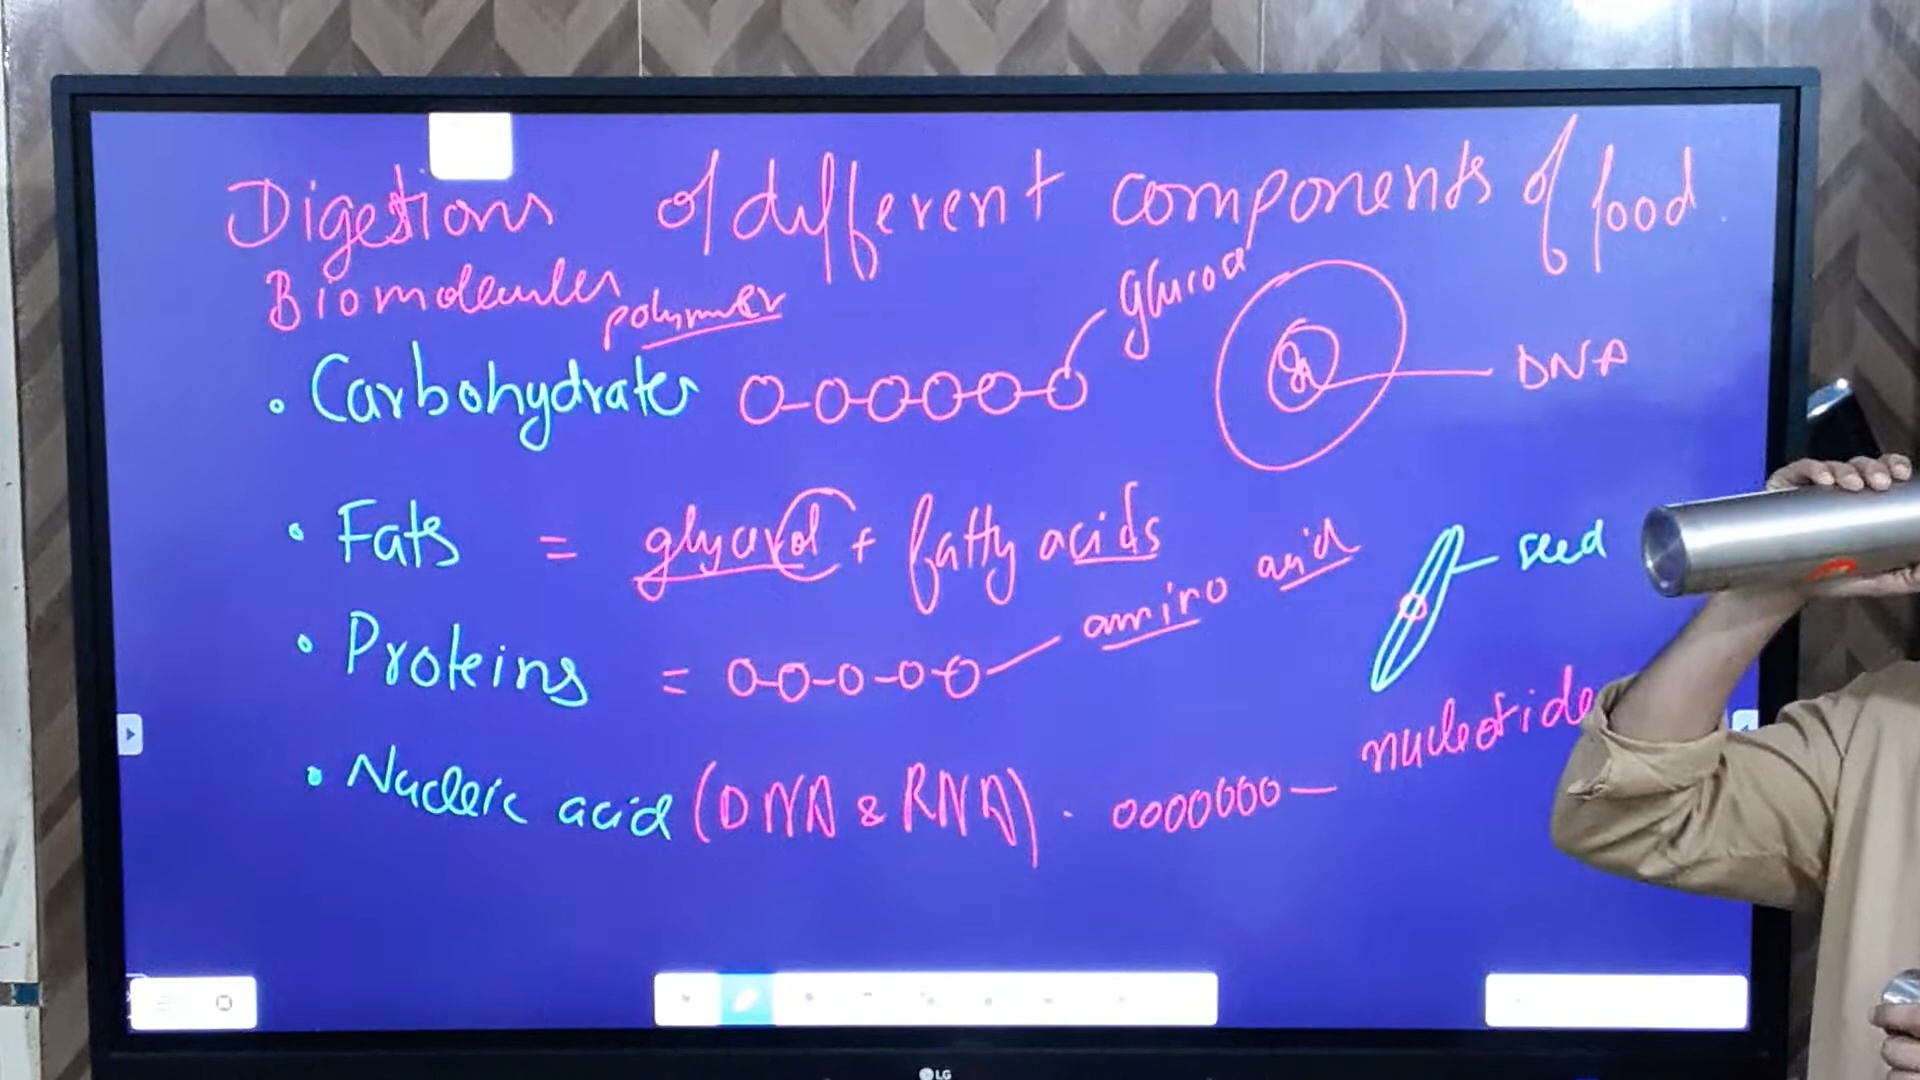 Digestions of different components of food
Biomolecules polymer
glucose
• Carbohydrates
DNA
• Fats = glycerol + fatty acids
seed
• Proteins = amino acid
• Nucleic acid (DNA & RNA).
nucleotide
LG